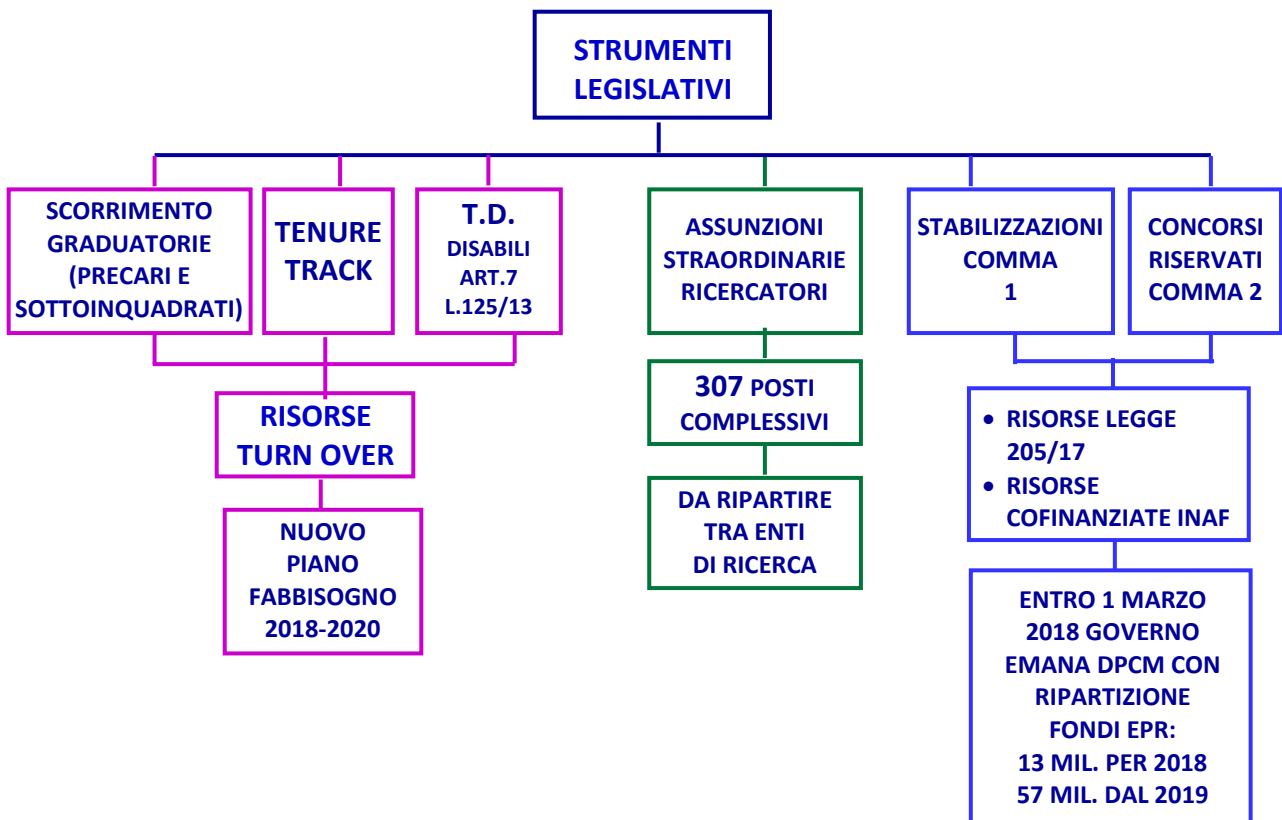 STRUMENTI
LEGISLATIVI
SCORRIMENTO
GRADUATORIE
(PRECARI E
SOTTOINQUADRATI)
TENURE
TRACK
T.D.
DISABILI
ART.7
L.125/13
ASSUNZIONI
STRAORDINARIE
RICERCATORI
STABILIZZAZIONI
COMMA
1
CONCORSI
RISERVATI
COMMA 2
RISORSE
TURN OVER
NUOVO
PIANO
FABBISOGNO
2018-2020
307 POSTI
COMPLESSIVI
DA RIPARTIRE
TRA ENTI
DI RICERCA
• RISORSE LEGGE
205/17
• RISORSE
COFINANZIATE INAF
ENTRO 1 MARZO
2018 GOVERNO
EMANA DPCM CON
RIPARTIZIONE
FONDI EPR:
13 MIL. PER 2018
57 MIL. DAL 2019